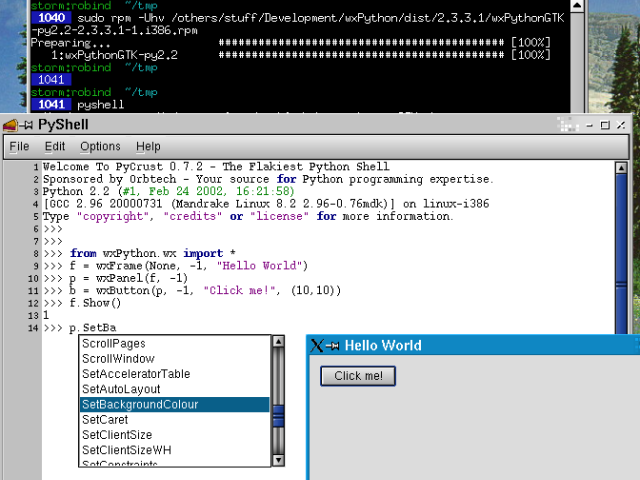 storm:robind  ~/tmp
1040 sudo rpm -Uhv /others/stuff/Development/wxPython/dist/2.3.3.1/wxPythonGTK
-py2.2-2.3.3.1-1.i386.rpm
Preparing... ######################################## [100%]
1:wxPythonGTK-py2.2 ######################################## [100%]
storm:robind  ~/tmp
1041
storm:robind  ~/tmp
1041 pyshell
PyShell
File Edit Options Help
1 Welcome To PyCrust 0.7.2 - The Flakiest Python Shell
2 Sponsored by Orbtech - Your source for Python programming expertise.
3 Python 2.2 (#1, Feb 24 2002, 16:21:58)
4 [GCC 2.96 20000731 (Mandrake Linux 8.2 2.96-0.76mdk)] on linux-i386
5 Type "copyright", "credits" or "license" for more information.
6 >>>
7 >>>
8 >>> from wxPython.wx import *
9 >>> f = wxFrame(None, -1, "Hello World")
10 >>> p = wxPanel(f, -1)
11 >>> b = wxButton(p, -1, "Click me!", (10,10))
12 >>> f.Show()
13 1
14 >>> p.SetBa
ScrollPages
ScrollWindow
SetAcceleratorTable
SetAutoLayout
SetBackgroundColour
SetCaret
SetClientSize
SetClientSizeWH
SetConstraints
Hello World
Click me!